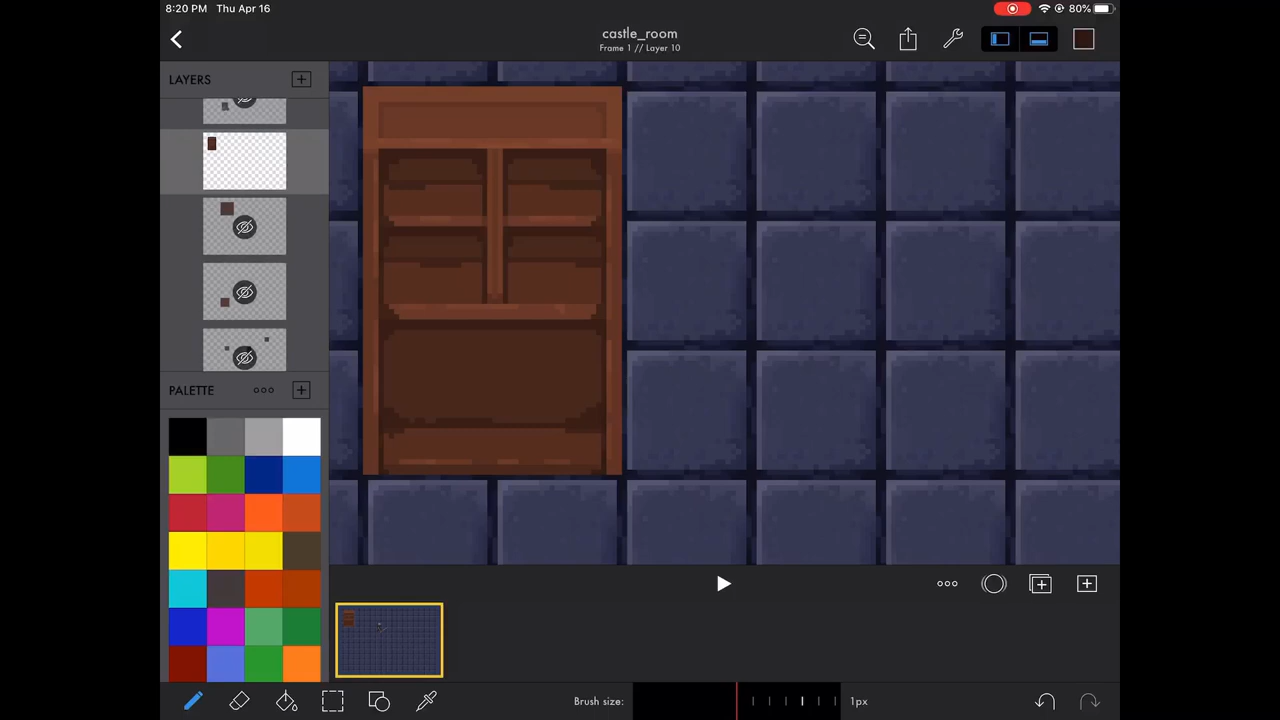 8:20 PM Thu Apr 16
80%
castle_room
Frame 1 // Layer 10
LAYERS
PALETTE
Brush size:
1px